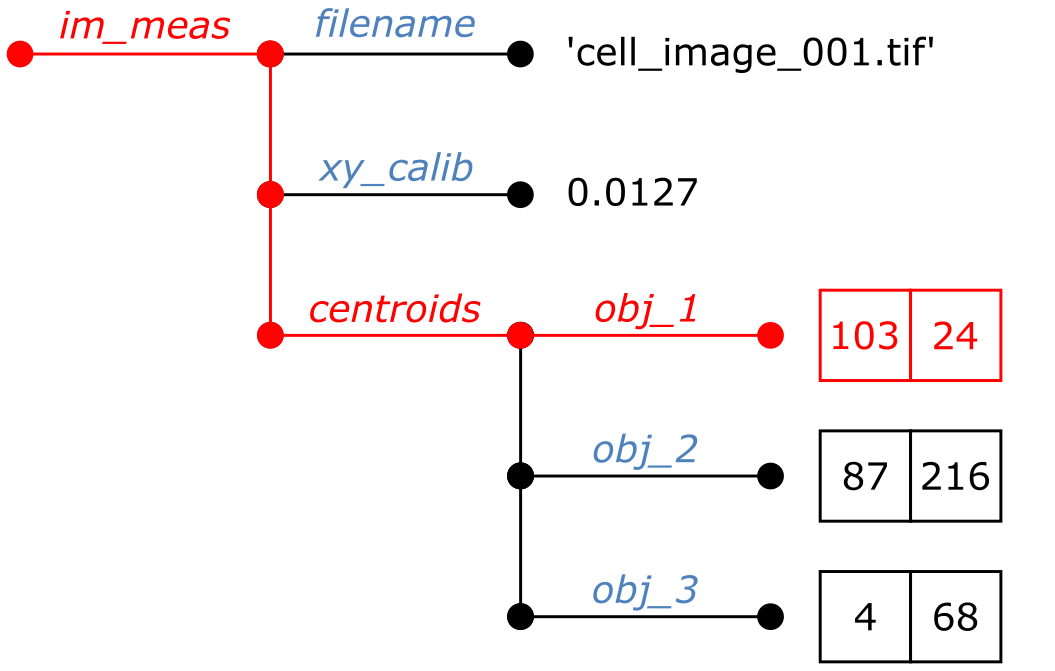 im_meas filename 'cell_image_001.tif'
xy_calib 0.0127
centroids obj_1 103 24
obj_2 87 216
obj_3 4 68